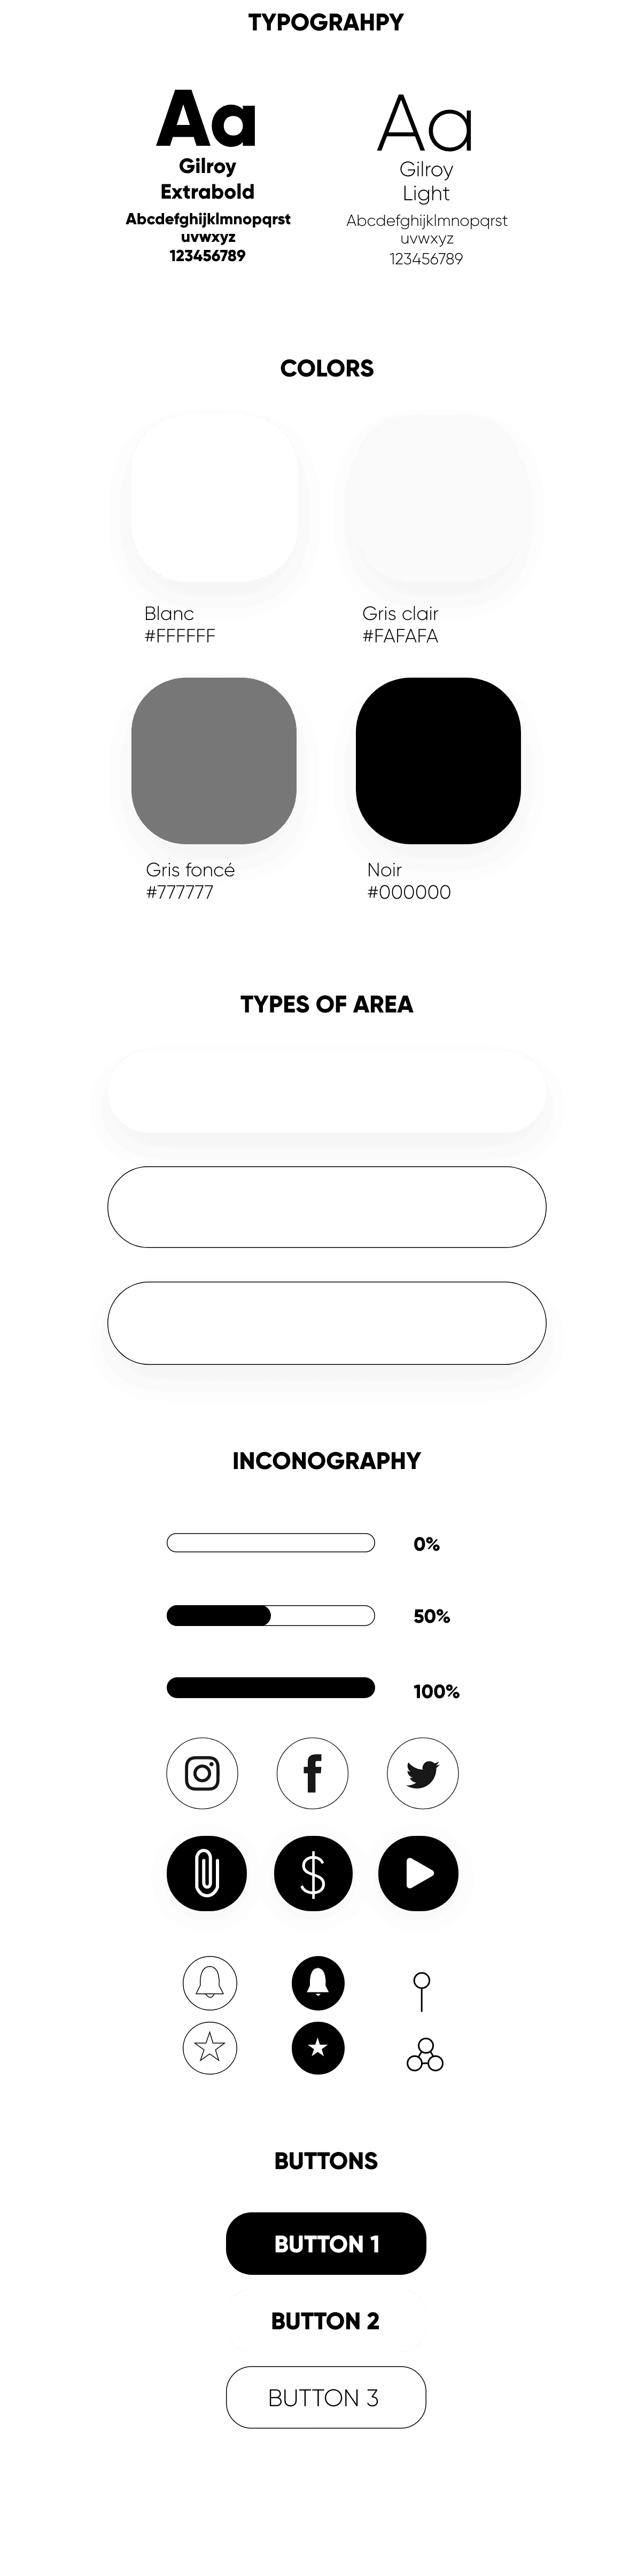 TYPOGRAHPY
Aa
Gilroy
Extrabold
Abcdefghijklmnopqrst
uvwxyz
123456789
Aa
Gilroy
Light
Abcdefghijklmnopqrst
uvwxyz
123456789
COLORS
Blanc
#FFFFFF
Gris clair
#FAFAFA
Gris foncé
#777777
Noir
#000000
TYPES OF AREA
INCONOGRAPHY
0%
50%
100%
$
BUTTONS
BUTTON 1
BUTTON 2
BUTTON 3